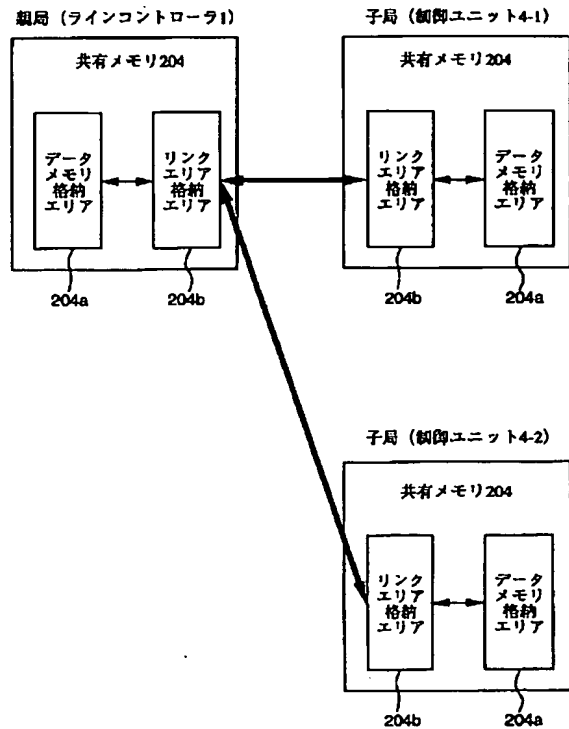 親局（ラインコントローラ1）
共有メモリ204
データ
メモリ
格納
エリア
リンク
エリア
格納
エリア
204a
204b
子局（制御ユニット4-1）
共有メモリ204
リンク
エリア
格納
エリア
データ
メモリ
格納
エリア
204b
204a
子局（制御ユニット4-2）
共有メモリ204
リンク
エリア
格納
エリア
データ
メモリ
格納
エリア
204b
204a